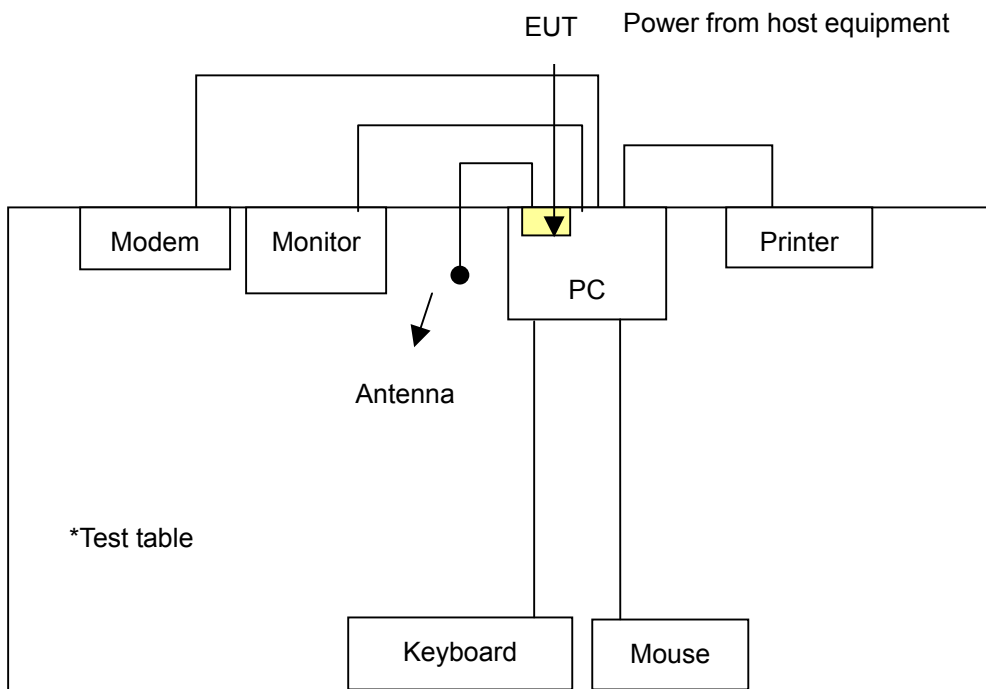 EUT
Power from host equipment
Modem
Monitor
Printer
PC
Antenna
*Test table
Keyboard
Mouse